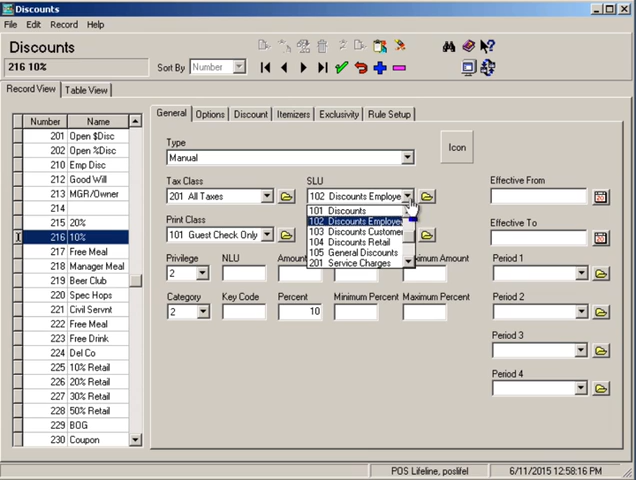 Discounts
File Edit Record Help
Discounts
216 10%
Sort By Number
Record View Table View
General Options Discount Itemizers Exclusivity Rule Setup
Number Name
201 Open $Disc
202 Open %Disc
210 Emp Disc
212 Good Will
213 MGR/Owner
214
215 20%
216 10%
217 Free Meal
218 Manager Meal
219 Beer Club
220 Spec Hops
221 Civil Servnt
222 Free Meal
223 Free Drink
224 Del Co
225 10% Retail
226 20% Retail
227 30% Retail
228 50% Retail
229 BOG
230 Coupon
Type
Manual
Icon
Tax Class
201 All Taxes
SLU
102 Discounts Employe
101 Discounts
102 Discounts Employe
103 Discounts Customer
104 Discounts Retail
105 General Discounts
201 Service Charges
Effective From
Print Class
101 Guest Check Only
Effective To
Privilege NLU Amount
2
Category Key Code Percent Minimum Percent Maximum Percent
2 10
Period 1
Period 2
Period 3
Period 4
POS Lifeline, poslifel 6/11/2015 12:58:16 PM